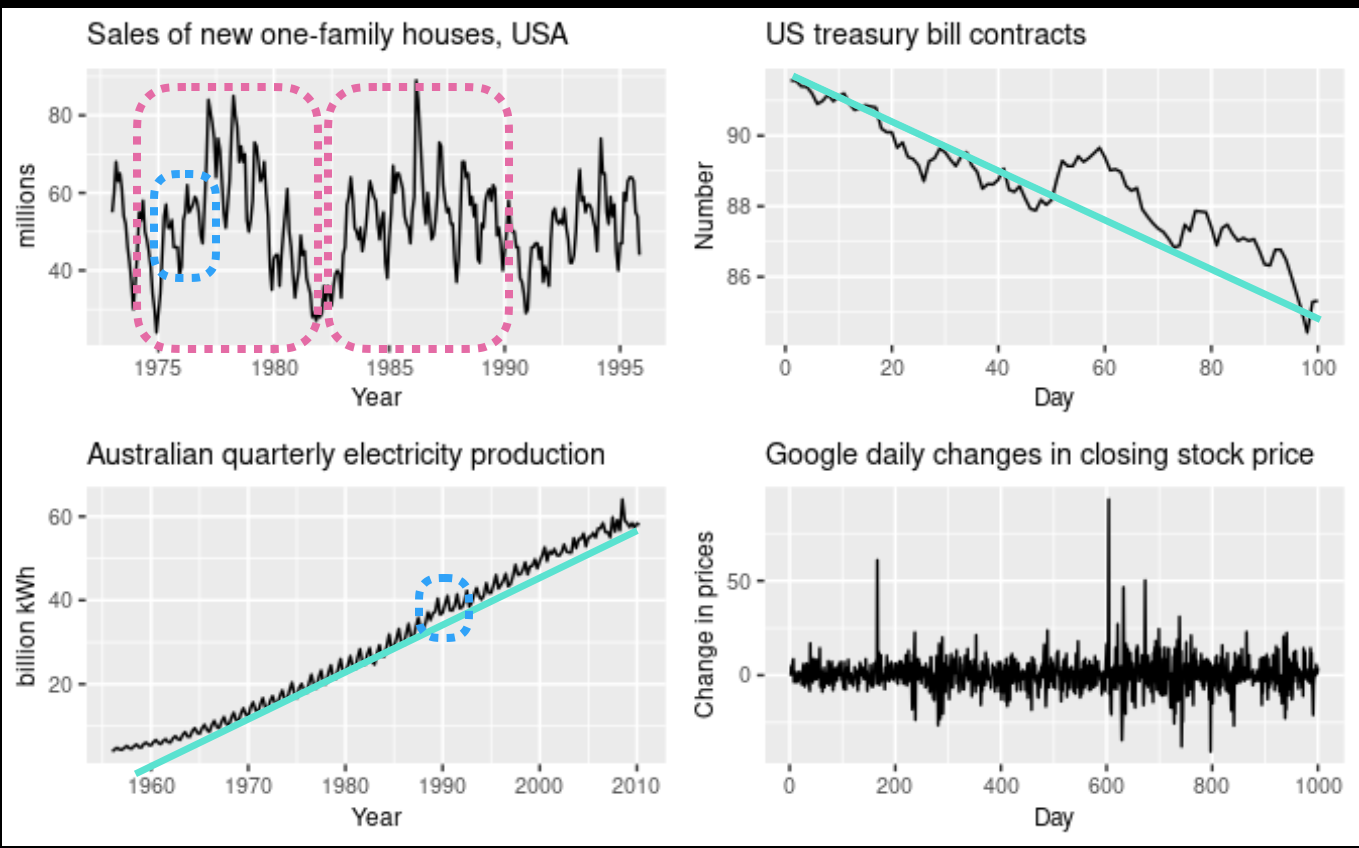 Sales of new one-family houses, USA
millions
80
60
40
1975 1980 1985 1990 1995
Year
US treasury bill contracts
Number
90
88
86
0 20 40 60 80 100
Day
Australian quarterly electricity production
billion kWh
60
40
20
1960 1970 1980 1990 2000 2010
Year
Google daily changes in closing stock price
Change in prices
50
0
0 200 400 600 800 1000
Day